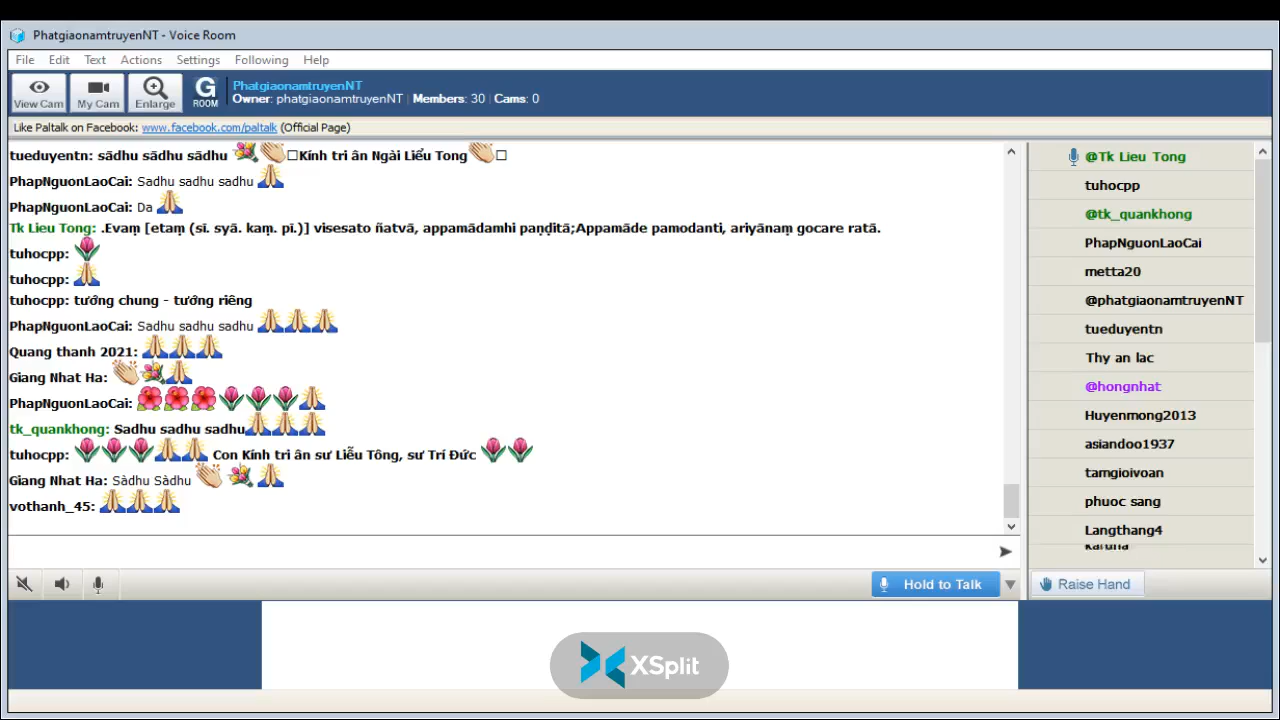 PhatgiaonamtruyenNT - Voice Room
File Edit Text Actions Settings Following Help
View Cam My Cam Enlarge G ROOM
PhatgiaonamtruyenNT
Owner: phatgiaonamtruyenNT | Members: 30 | Cams: 0
Like Paltalk on Facebook: www.facebook.com/paltalk (Official Page)
tueduyentn: sādhu sādhu sādhu 💐👏□Kính tri ân Ngài Liểu Tong👏□
PhapNguonLaoCai: Sadhu sadhu sadhu 🙏
PhapNguonLaoCai: Da 🙏
Tk Lieu Tong: .Evaṃ [etaṃ (sī. syā. kaṃ. pī.)] visesato ñatvā, appamādamhi paṇḍitā;Appamāde pamodanti, ariyānaṃ gocare ratā.
tuhocpp: 🌷
tuhocpp: 🙏
tuhocpp: tướng chung - tướng riêng
PhapNguonLaoCai: Sadhu sadhu sadhu 🙏🙏🙏
Quang thanh 2021: 🙏🙏🙏
Giang Nhat Ha: 👏💐🙏
PhapNguonLaoCai: 🌺🌺🌺🌷🌷🌷🙏
tk_quankhong: Sadhu sadhu sadhu🙏🙏🙏
tuhocpp: 🌷🌷🌷🙏🙏 Con Kính tri ân sư Liễu Tông, sư Trí Đức 🌷🌷
Giang Nhat Ha: Sàdhu Sàdhu 👏💐🙏
vothanh_45: 🙏🙏🙏
Hold to Talk
@Tk Lieu Tong
tuhocpp
@tk_quankhong
PhapNguonLaoCai
metta20
@phatgiaonamtruyenNT
tueduyentn
Thy an lac
@hongnhat
Huyenmong2013
asiandoo1937
tamgioivoan
phuoc sang
Langthang4
karuna
Raise Hand
XSplit